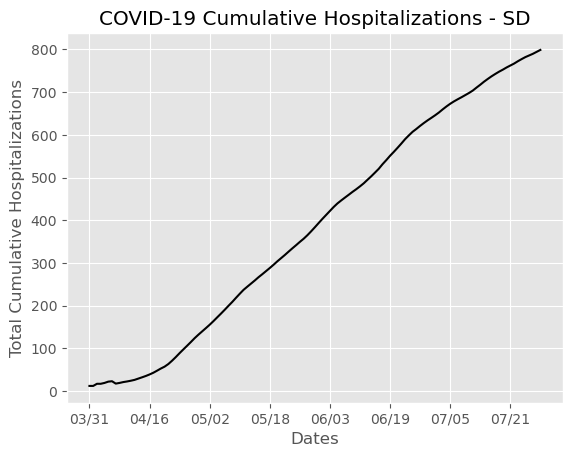 COVID-19 Cumulative Hospitalizations - SD
Total Cumulative Hospitalizations
800
700
600
500
400
300
200
100
0
03/31 04/16 05/02 05/18 06/03 06/19 07/05 07/21
Dates